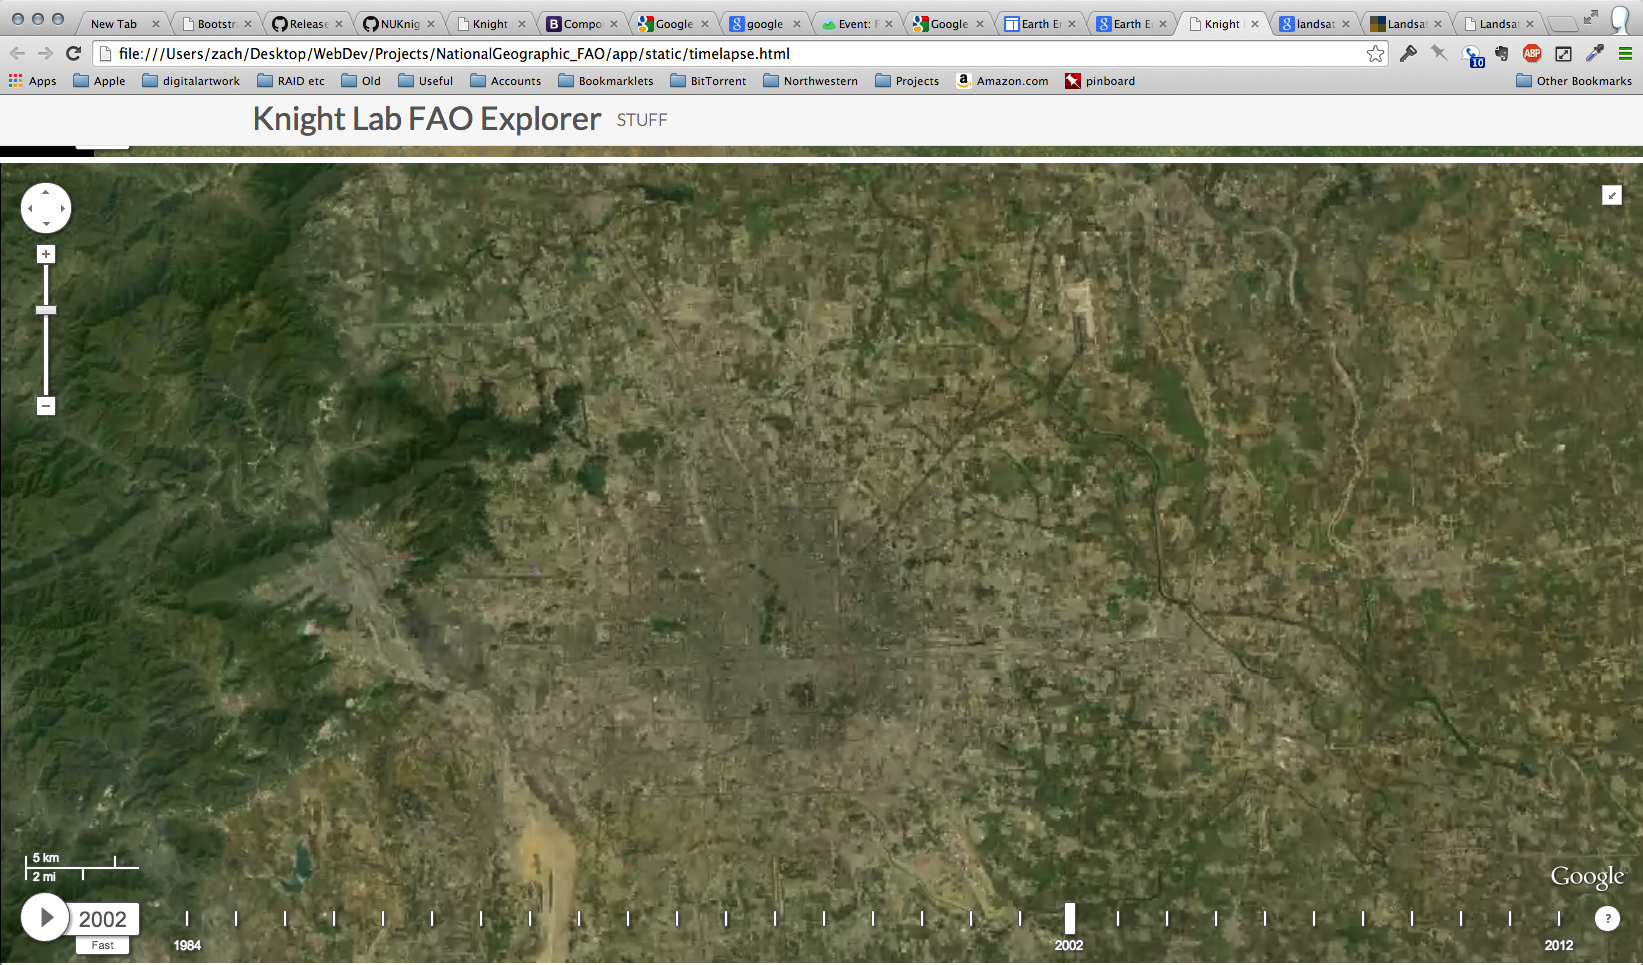 New Tab
Bootstr
Release
NUKnig
Knight
Compo
Google
google
Event: F
Google
Earth E
Earth E
Knight
landsat
Landsat
Landsat
file:///Users/zach/Desktop/WebDev/Projects/NationalGeographic_FAO/app/static/timelapse.html
10
ABP
Apps Apple digitalartwork RAID etc Old Useful Accounts Bookmarklets BitTorrent Northwestern Projects Amazon.com pinboard Other Bookmarks
Knight Lab FAO Explorer STUFF
5 km
2 mi
Google
2002
Fast
1984
2002
2012
?